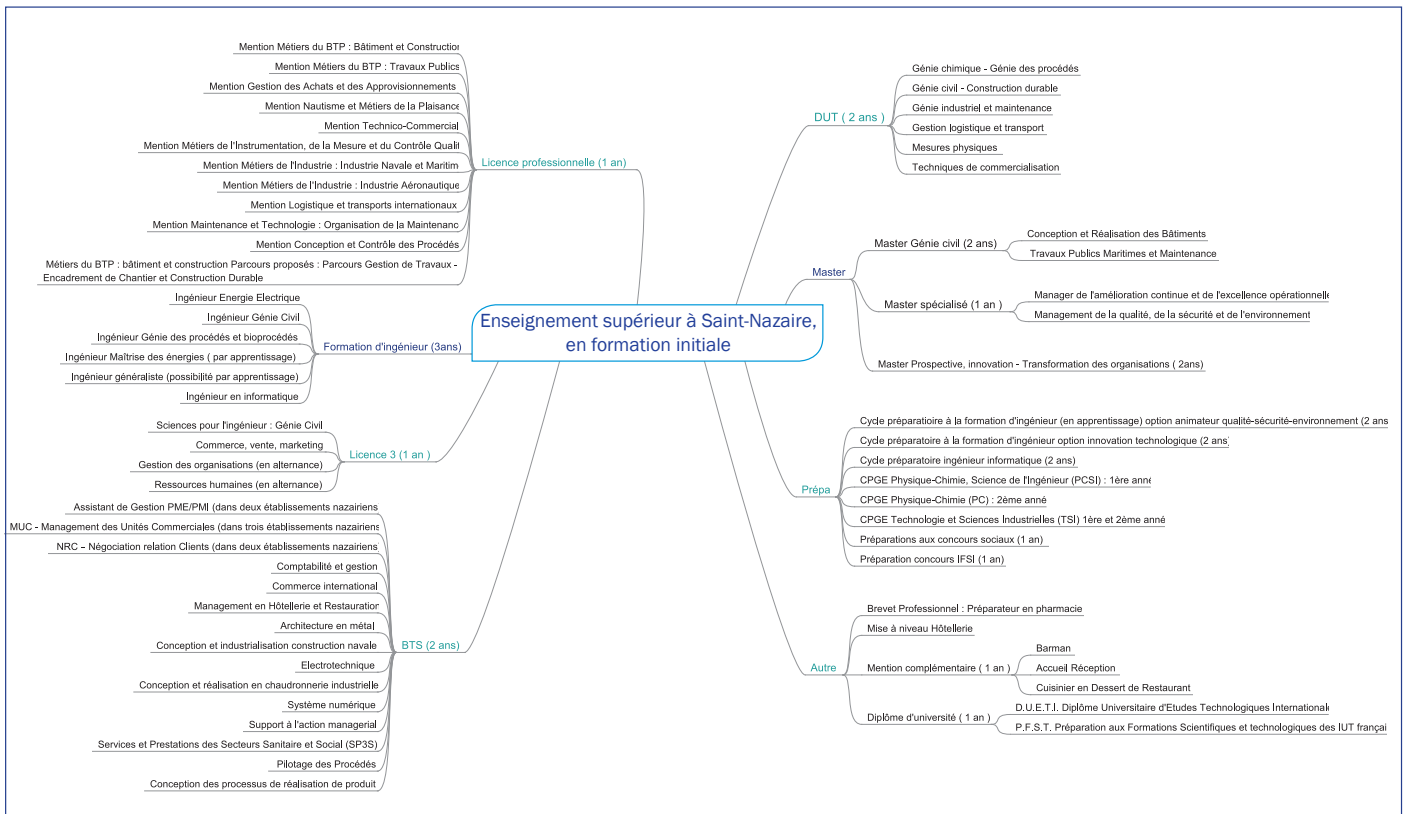 Enseignement supérieur à Saint-Nazaire,
en formation initiale
Licence professionnelle (1 an)
Mention Métiers du BTP : Bâtiment et Construction
Mention Métiers du BTP : Travaux Publics
Mention Gestion des Achats et des Approvisionnements
Mention Nautisme et Métiers de la Plaisance
Mention Technico-Commercial
Mention Métiers de l'Instrumentation, de la Mesure et du Contrôle Qualit
Mention Métiers de l'Industrie : Industrie Navale et Maritim
Mention Métiers de l'Industrie : Industrie Aéronautique
Mention Logistique et transports internationaux
Mention Maintenance et Technologie : Organisation de la Maintenanc
Mention Conception et Contrôle des Procédés
Métiers du BTP : bâtiment et construction Parcours proposés : Parcours Gestion de Travaux -
Encadrement de Chantier et Construction Durable
Formation d'ingénieur (3ans)
Ingénieur Energie Electrique
Ingénieur Génie Civil
Ingénieur Génie des procédés et bioprocédés
Ingénieur Maîtrise des énergies ( par apprentissage)
Ingénieur généraliste (possibilité par apprentissage)
Ingénieur en informatique
Licence 3 (1 an )
Sciences pour l'ingénieur : Génie Civil
Commerce, vente, marketing
Gestion des organisations (en alternance)
Ressources humaines (en alternance)
BTS (2 ans)
Assistant de Gestion PME/PMI (dans deux établissements nazairiens
MUC - Management des Unités Commerciales (dans trois établissements nazairiens
NRC – Négociation relation Clients (dans deux établissements nazairiens)
Comptabilité et gestion
Commerce international
Management en Hôtellerie et Restauration
Architecture en métal
Conception et industrialisation construction navale
Electrotechnique
Conception et réalisation en chaudronnerie industrielle
Système numérique
Support à l'action managerial
Services et Prestations des Secteurs Sanitaire et Social (SP3S)
Pilotage des Procédés
Conception des processus de réalisation de produit
DUT ( 2 ans )
Génie chimique - Génie des procédés
Génie civil - Construction durable
Génie industriel et maintenance
Gestion logistique et transport
Mesures physiques
Techniques de commercialisation
Master
Master Génie civil (2 ans)
Conception et Réalisation des Bâtiments
Travaux Publics Maritimes et Maintenance
Master spécialisé (1 an )
Manager de l'amélioration continue et de l'excellence opérationnelle
Management de la qualité, de la sécurité et de l'environnement
Master Prospective, innovation - Transformation des organisations ( 2ans)
Prépa
Cycle préparatioire à la formation d'ingénieur (en apprentissage) option animateur qualité-sécurité-environnement (2 ans
Cycle préparatoire à la formation d'ingénieur option innovation technologique (2 ans)
Cycle préparatoire ingénieur informatique (2 ans)
CPGE Physique-Chimie, Science de l'Ingénieur (PCSI) : 1ère anné
CPGE Physique-Chimie (PC) : 2ème anné
CPGE Technologie et Sciences Industrielles (TSI) 1ère et 2ème anné
Préparations aux concours sociaux (1 an)
Préparation concours IFSI (1 an)
Autre
Brevet Professionnel : Préparateur en pharmacie
Mise à niveau Hôtellerie
Mention complémentaire ( 1 an )
Barman
Accueil Réception
Cuisinier en Dessert de Restaurant
Diplôme d'université ( 1 an )
D.U.E.T.I. Diplôme Universitaire d'Etudes Technologiques Internationale
P.F.S.T. Préparation aux Formations Scientifiques et technologiques des IUT françai